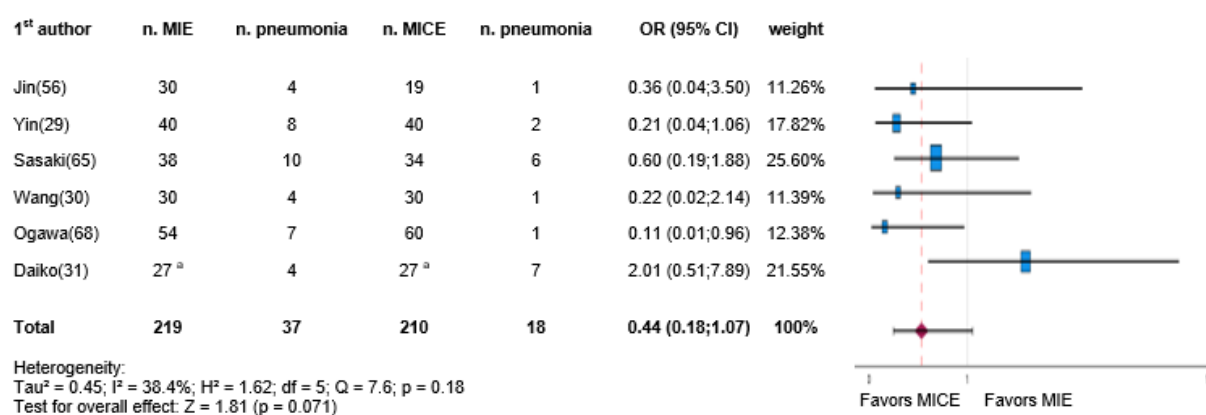 1st author n. MIE n. pneumonia n. MICE n. pneumonia OR (95% CI) weight
Jin(56) 30 4 19 1 0.36 (0.04;3.50) 11.26%
Yin(29) 40 8 40 2 0.21 (0.04;1.06) 17.82%
Sasaki(65) 38 10 34 6 0.60 (0.19;1.88) 25.60%
Wang(30) 30 4 30 1 0.22 (0.02;2.14) 11.39%
Ogawa(68) 54 7 60 1 0.11 (0.01;0.96) 12.38%
Daiko(31) 27 a 4 27 a 7 2.01 (0.51;7.89) 21.55%
Total 219 37 210 18 0.44 (0.18;1.07) 100%
Heterogeneity:
Tau² = 0.45; I² = 38.4%; H² = 1.62; df = 5; Q = 7.6; p = 0.18
Test for overall effect: Z = 1.81 (p = 0.071)
Favors MICE Favors MIE